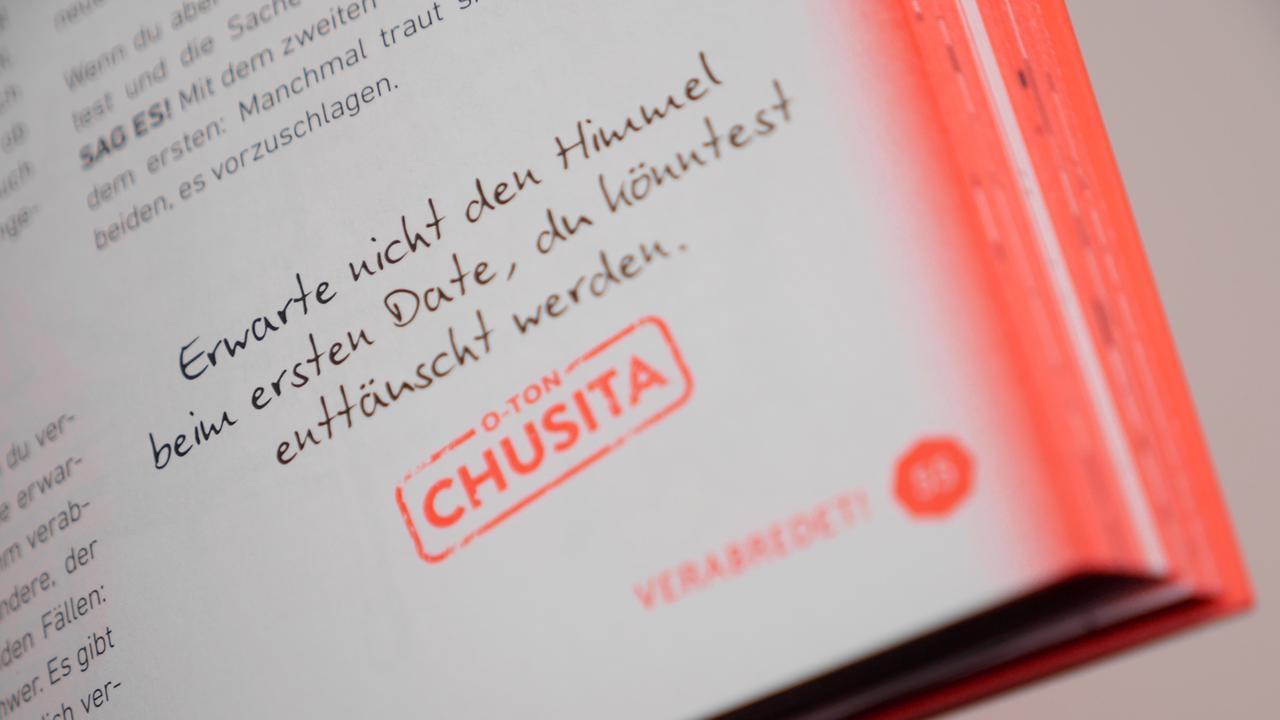 neue
Wenn du aber
test und die Sache
SAG ES! Mit dem zweiten
dem ersten: Manchmal traut
beiden, es vorzuschlagen.
Erwarte nicht den Himmel
beim ersten Date, du könntest
enttäuscht werden.
O-TON
CHUSITA
du ver-
e erwar-
m verab-
ndere, der
den Fällen:
hwer. Es gibt
ich ver-
VERABREDET!